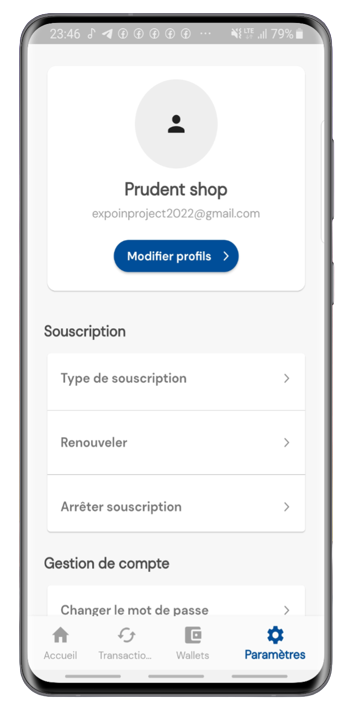 23:46 LTE 79%
Prudent shop
expoinproject2022@gmail.com
Modifier profils
Souscription
Type de souscription
Renouveler
Arrêter souscription
Gestion de compte
Changer le mot de passe
Accueil Transactio... Wallets Paramètres